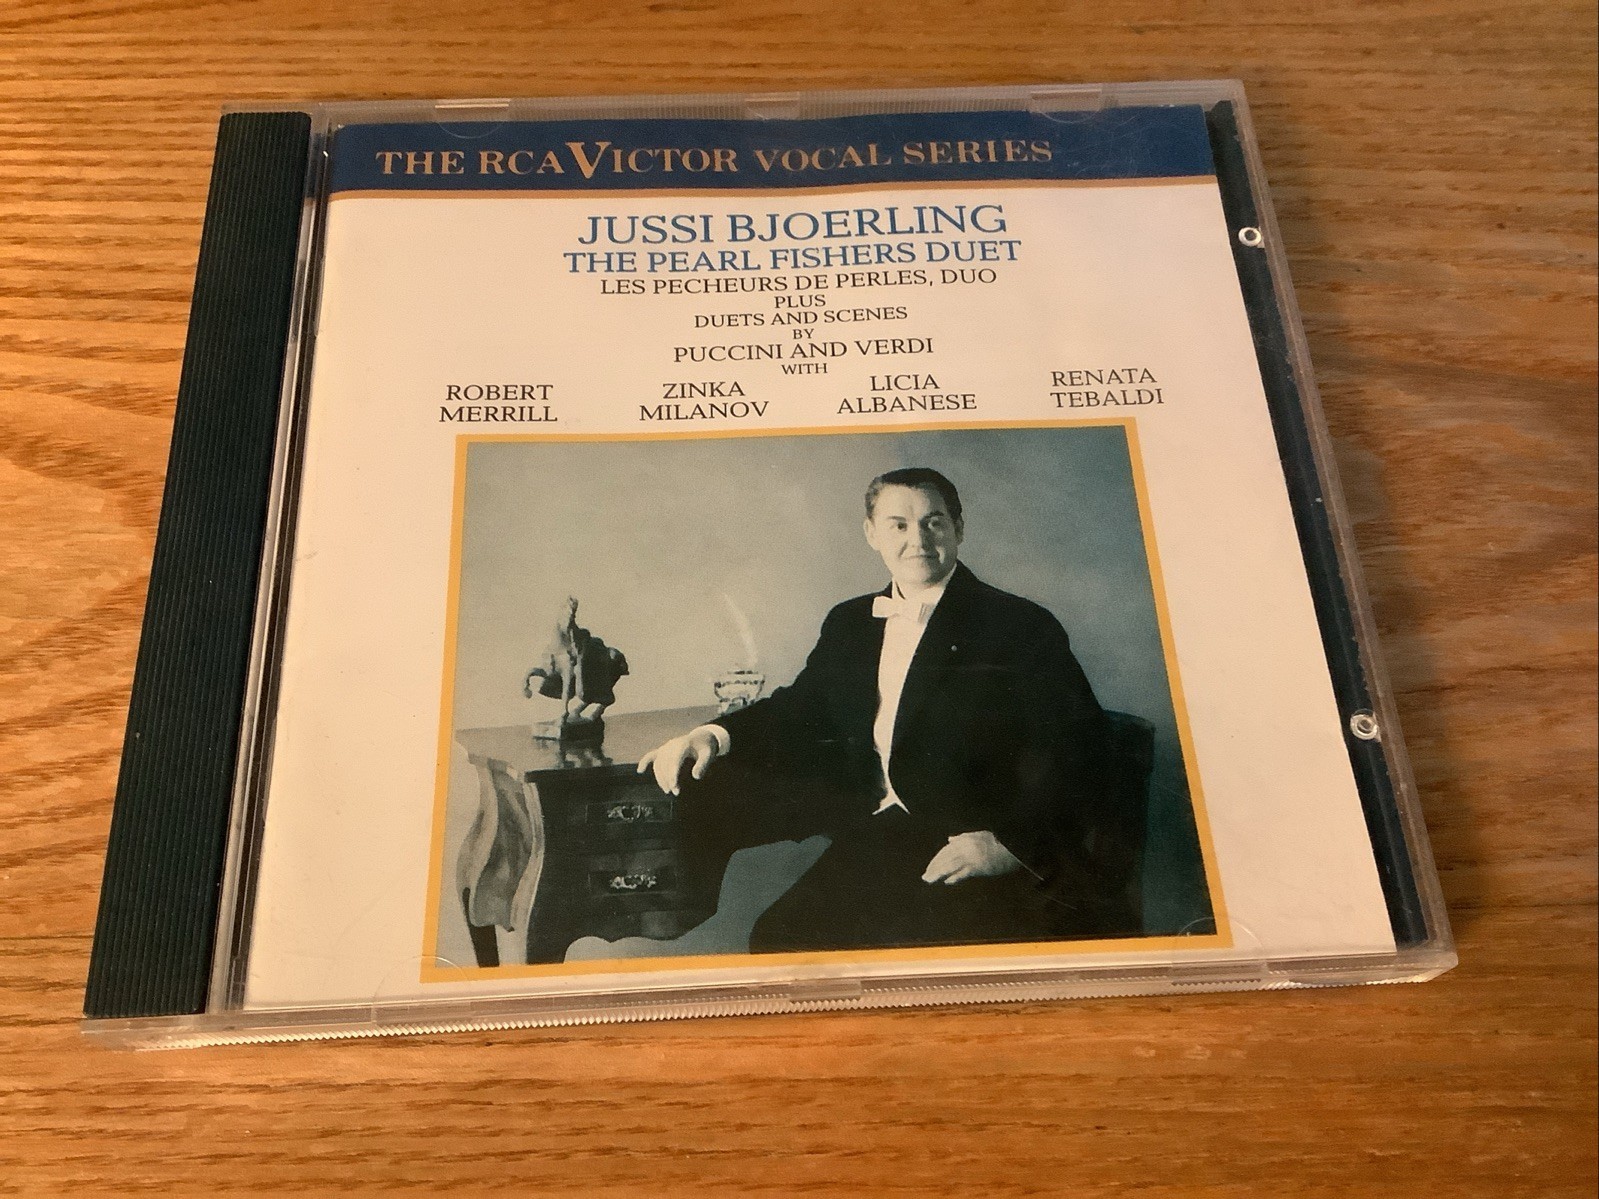 THE RCA VICTOR VOCAL SERIES
JUSSI BJOERLING
THE PEARL FISHERS DUET
LES PECHEURS DE PERLES, DUO
PLUS
DUETS AND SCENES
BY
PUCCINI AND VERDI
WITH
ROBERT MERRILL
ZINKA MILANOV
LICIA ALBANESE
RENATA TEBALDI